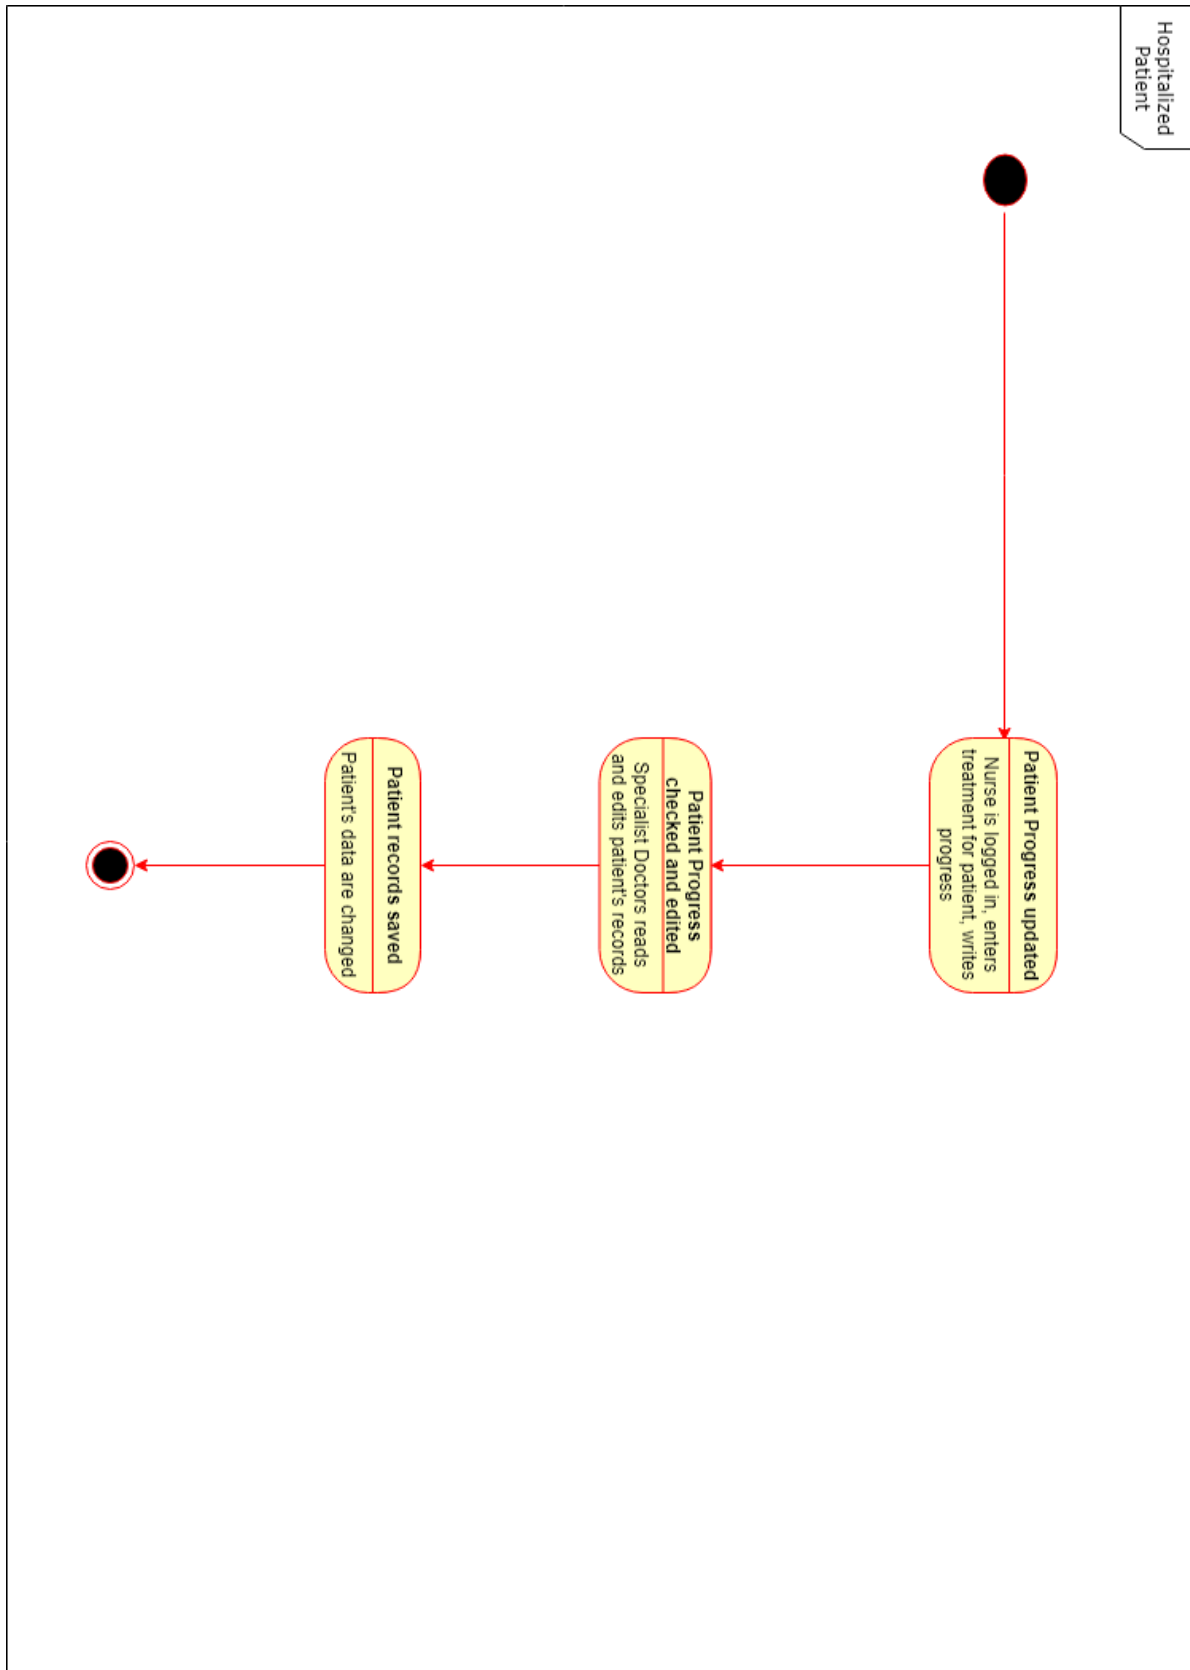 Hospitalized
Patient
Patient Progress updated
Nurse is logged in, enters
treatment for patient, writes
progress
Patient Progress
checked and edited
Specialist Doctors reads
and edits patient's records
Patient records saved
Patient's data are changed